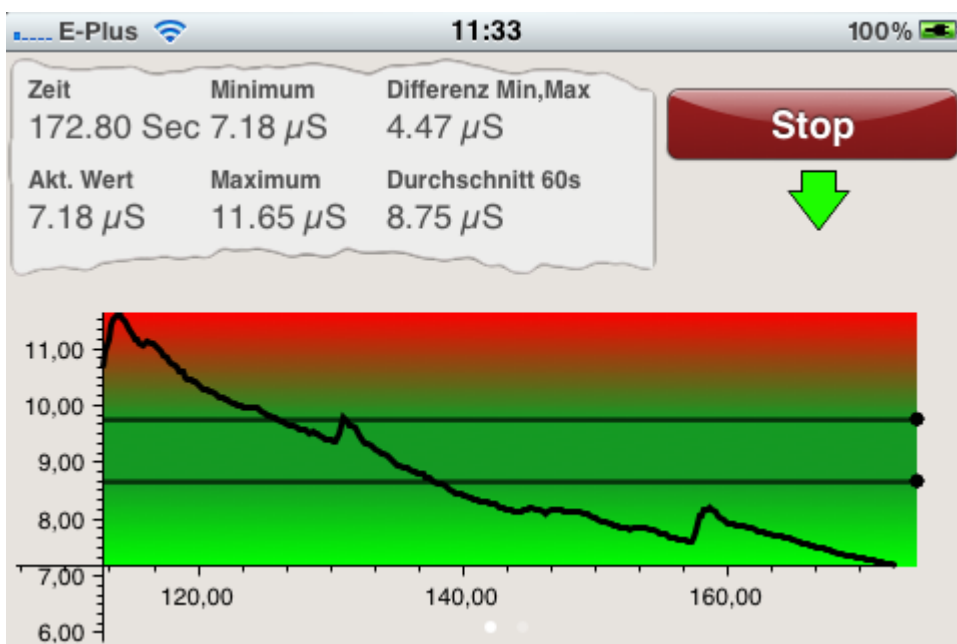 E-Plus 11:33 100%
Zeit Minimum Differenz Min,Max
172.80 Sec 7.18 µS 4.47 µS
Akt. Wert Maximum Durchschnitt 60s
7.18 µS 11.65 µS 8.75 µS
Stop
11,00
10,00
9,00
8,00
7,00
6,00
120,00 140,00 160,00